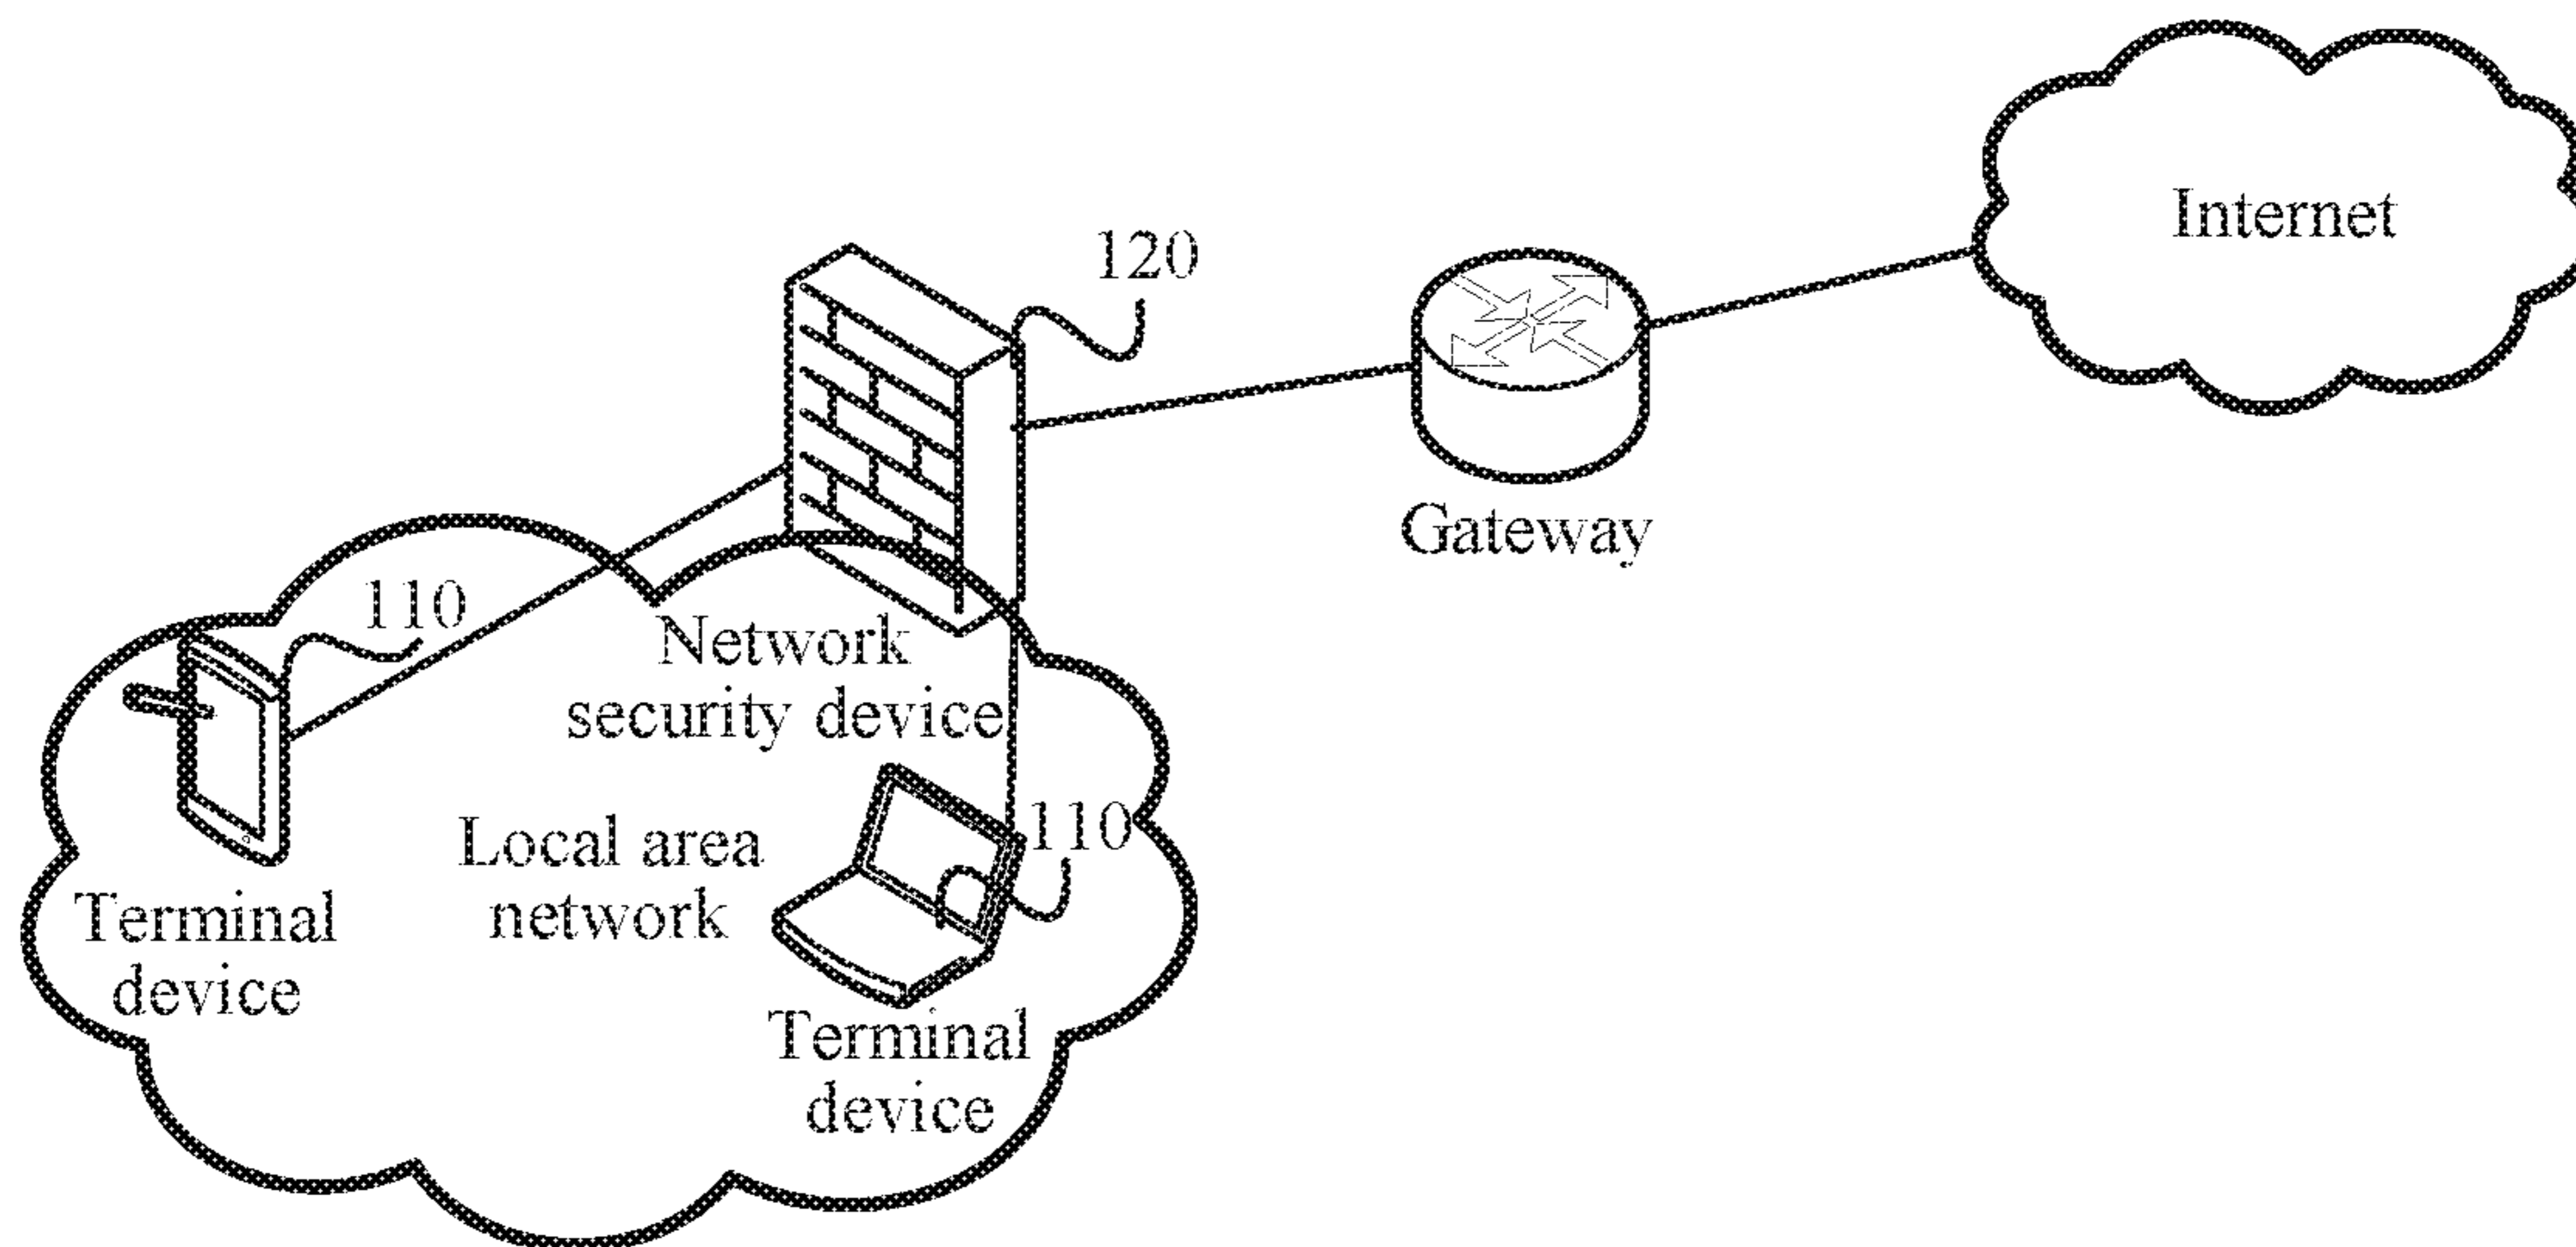 Internet
120
Gateway
110
Network
security device
110
Local area
network
Terminal
device
Terminal
device